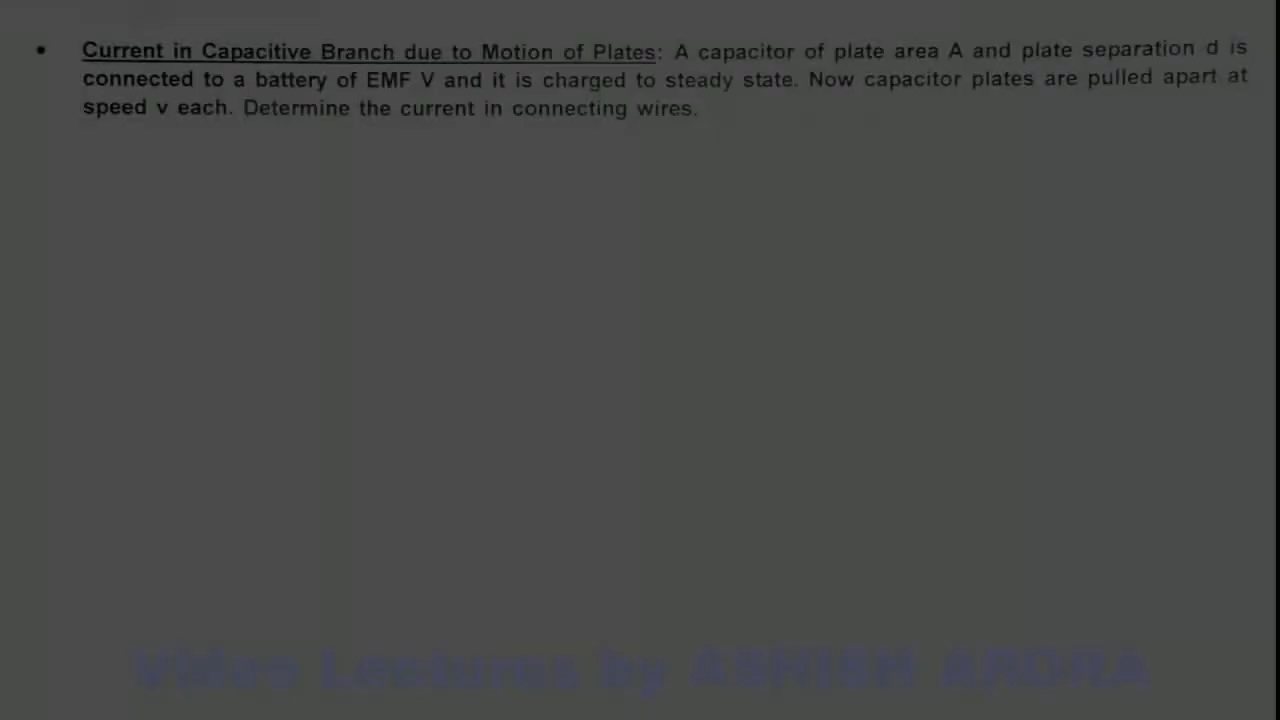 • Current in Capacitive Branch due to Motion of Plates: A capacitor of plate area A and plate separation d is
connected to a battery of EMF V and it is charged to steady state. Now capacitor plates are pulled apart at
speed v each. Determine the current in connecting wires.
Video Lectures by ASHISH ARORA